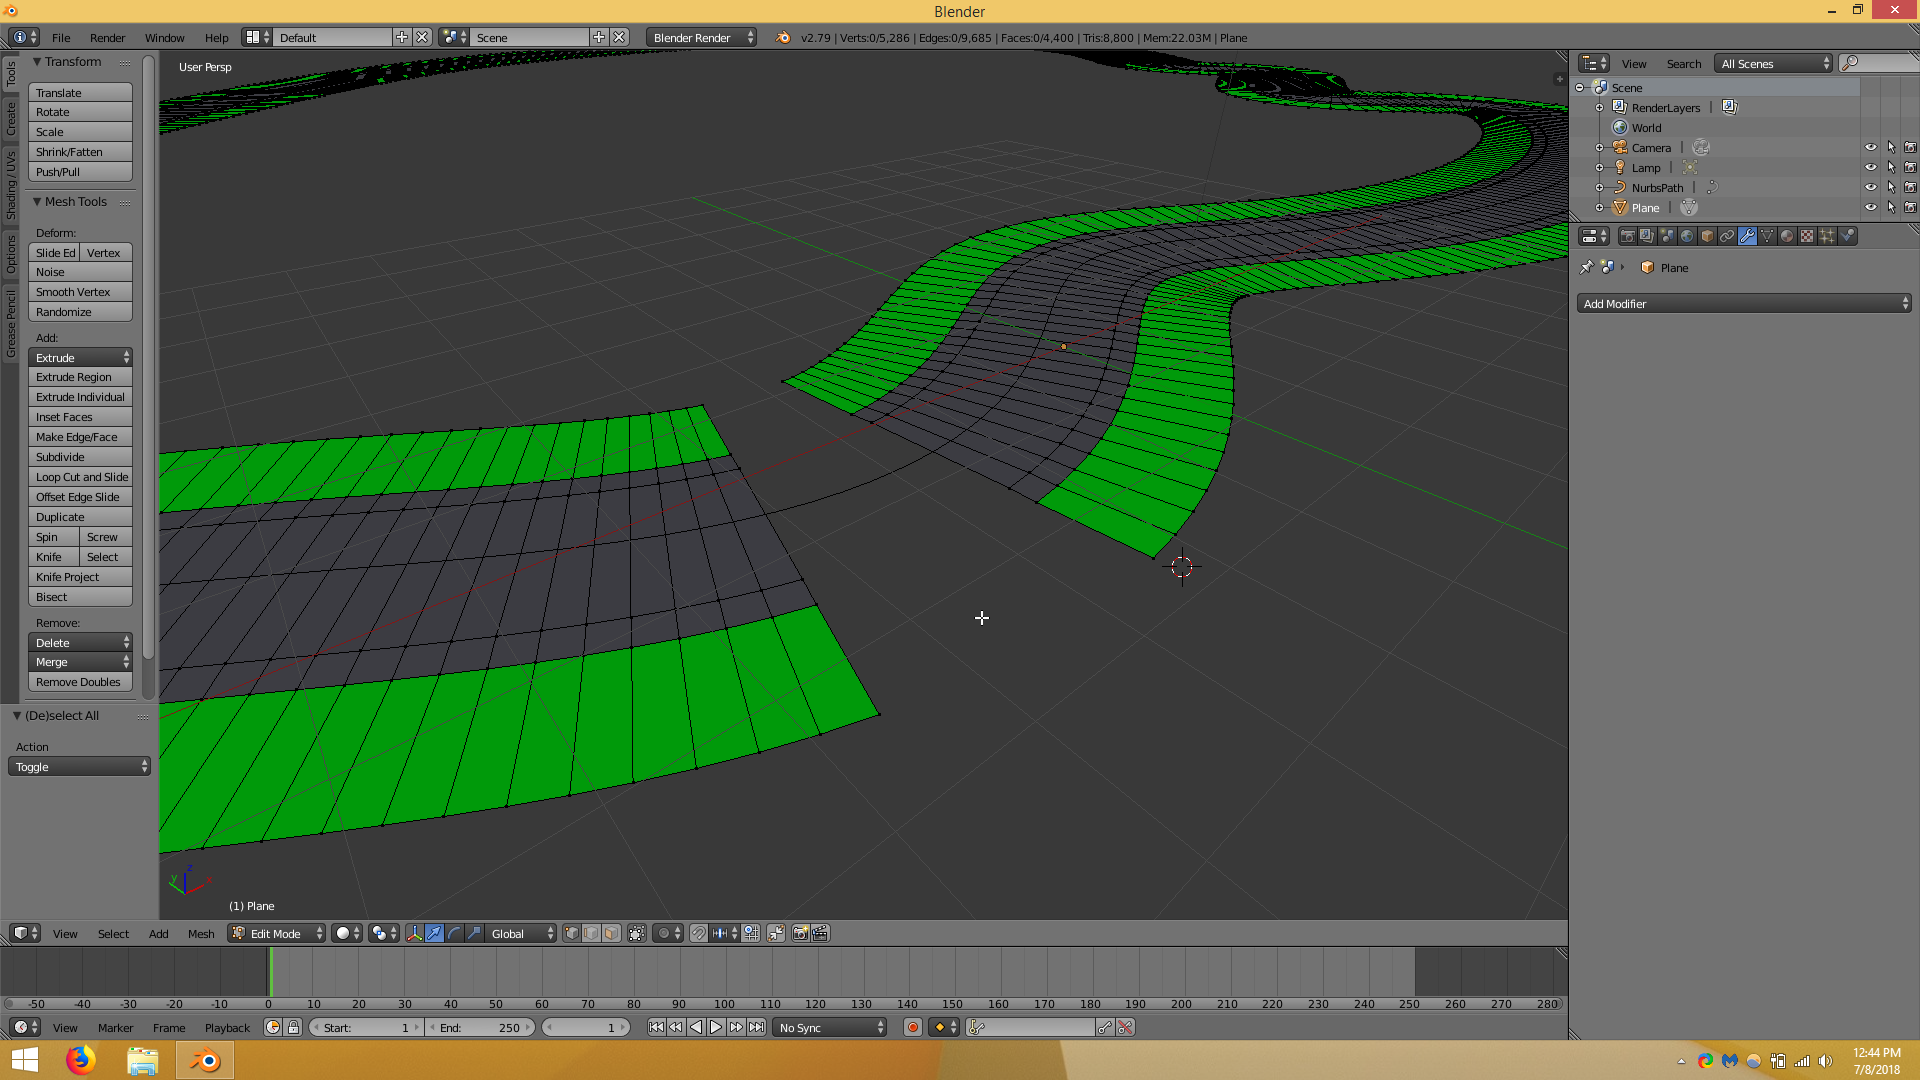 Blender
File Render Window Help Default Scene Blender Render v2.79 | Verts:0/5,286 | Edges:0/9,685 | Faces:0/4,400 | Tris:8,800 | Mem:22.03M | Plane
Tools
Create
Shading / UVs
Options
Grease Pencil
Transform
Translate
Rotate
Scale
Shrink/Fatten
Push/Pull
Mesh Tools
Deform:
Slide Ed Vertex
Noise
Smooth Vertex
Randomize
Add:
Extrude
Extrude Region
Extrude Individual
Inset Faces
Make Edge/Face
Subdivide
Loop Cut and Slide
Offset Edge Slide
Duplicate
Spin Screw
Knife Select
Knife Project
Bisect
Remove:
Delete
Merge
Remove Doubles
(De)select All
Action
Toggle
User Persp
z
y
x
(1) Plane
View Select Add Mesh Edit Mode Global
View Search All Scenes
Scene
RenderLayers |
World
Camera |
Lamp |
NurbsPath |
Plane |
Plane
Add Modifier
-50 -40 -30 -20 -10 0 10 20 30 40 50 60 70 80 90 100 110 120 130 140 150 160 170 180 190 200 210 220 230 240 250 260 270 280
View Marker Frame Playback Start: 1 End: 250 1 No Sync
12:44 PM
7/8/2018